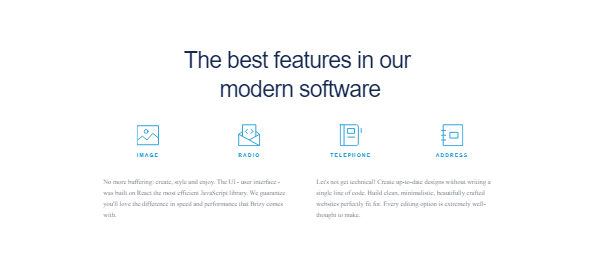 The best features in our
modern software
IMAGE
RADIO
TELEPHONE
ADDRESS
No more buffering: create, style and enjoy. The UI - user interface -
was built on React the most efficient JavaScript library. We guarantee
you'll love the difference in speed and performance that Brizy comes
with.
Let's not get technical! Create up-to-date designs without writing a
single line of code. Build clean, minimalistic, beautifully crafted
websites perfectly fit for. Every editing option is extremely well-
thought to make.